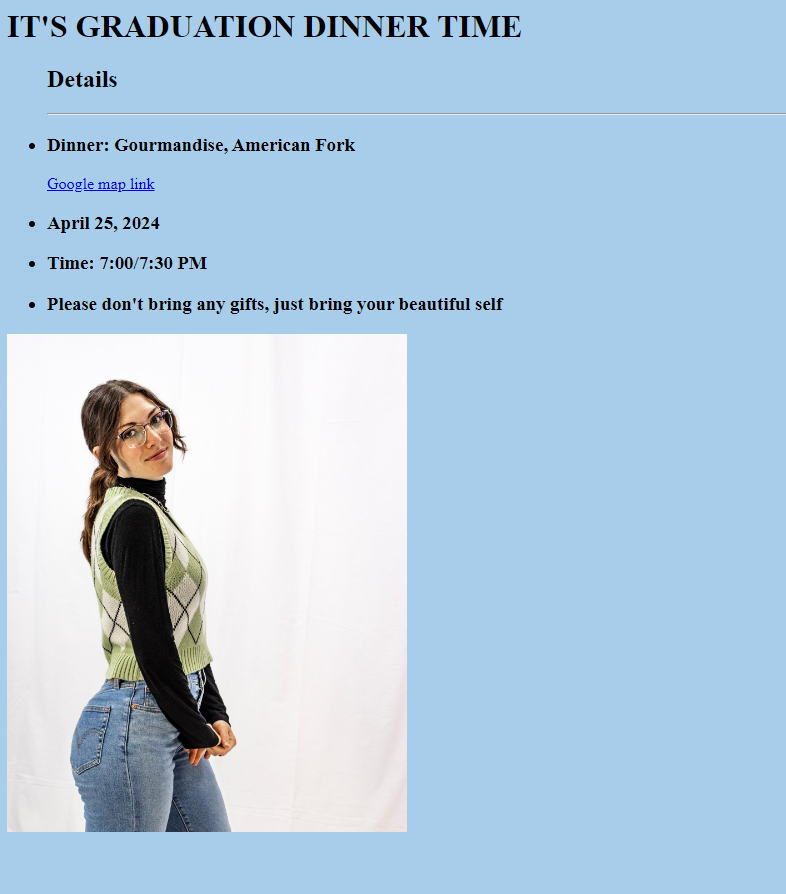 IT'S GRADUATION DINNER TIME
Details
Dinner: Gourmandise, American Fork
Google map link
April 25, 2024
Time: 7:00/7:30 PM
Please don't bring any gifts, just bring your beautiful self